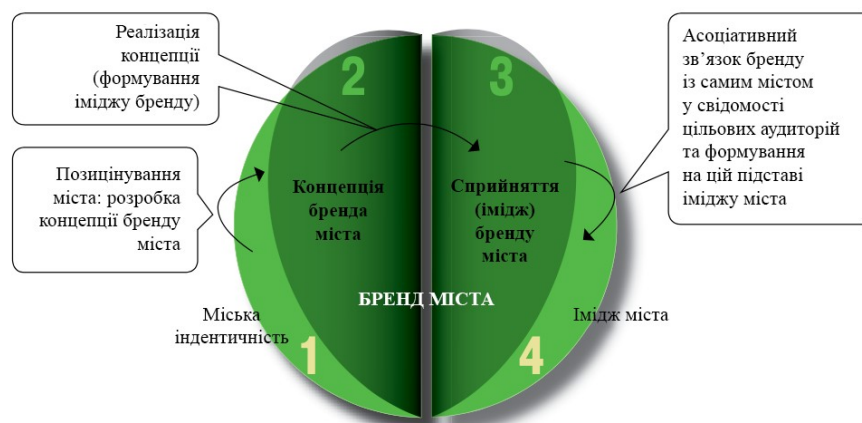 Реалізація
концепції
(формування
іміджу бренду)
2
3
Асоціативний
зв’язок бренду
із самим містом
у свідомості
цільових аудиторій
та формування
на цій підставі
іміджу міста
Позицінування
міста: розробка
концепції бренду
міста
Концепція
бренда
міста
Сприйняття
(імідж)
бренду
міста
БРЕНД МІСТА
Міська
індентичність
1
Імідж міста
4